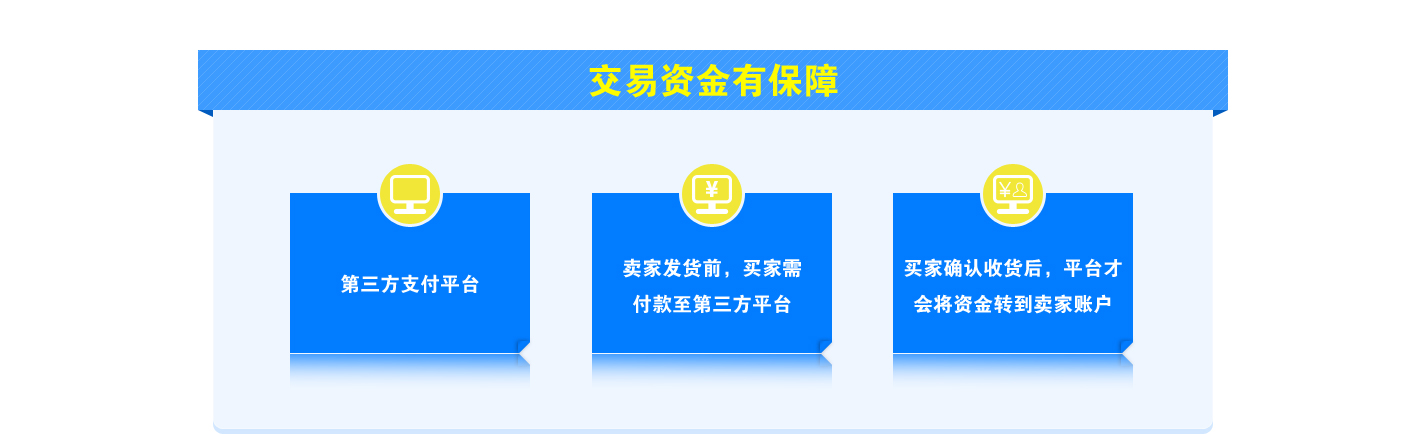 交易资金有保障
第三方支付平台
¥
卖家发货前，买家需
付款至第三方平台
¥
买家确认收货后，平台才
会将资金转到卖家账户